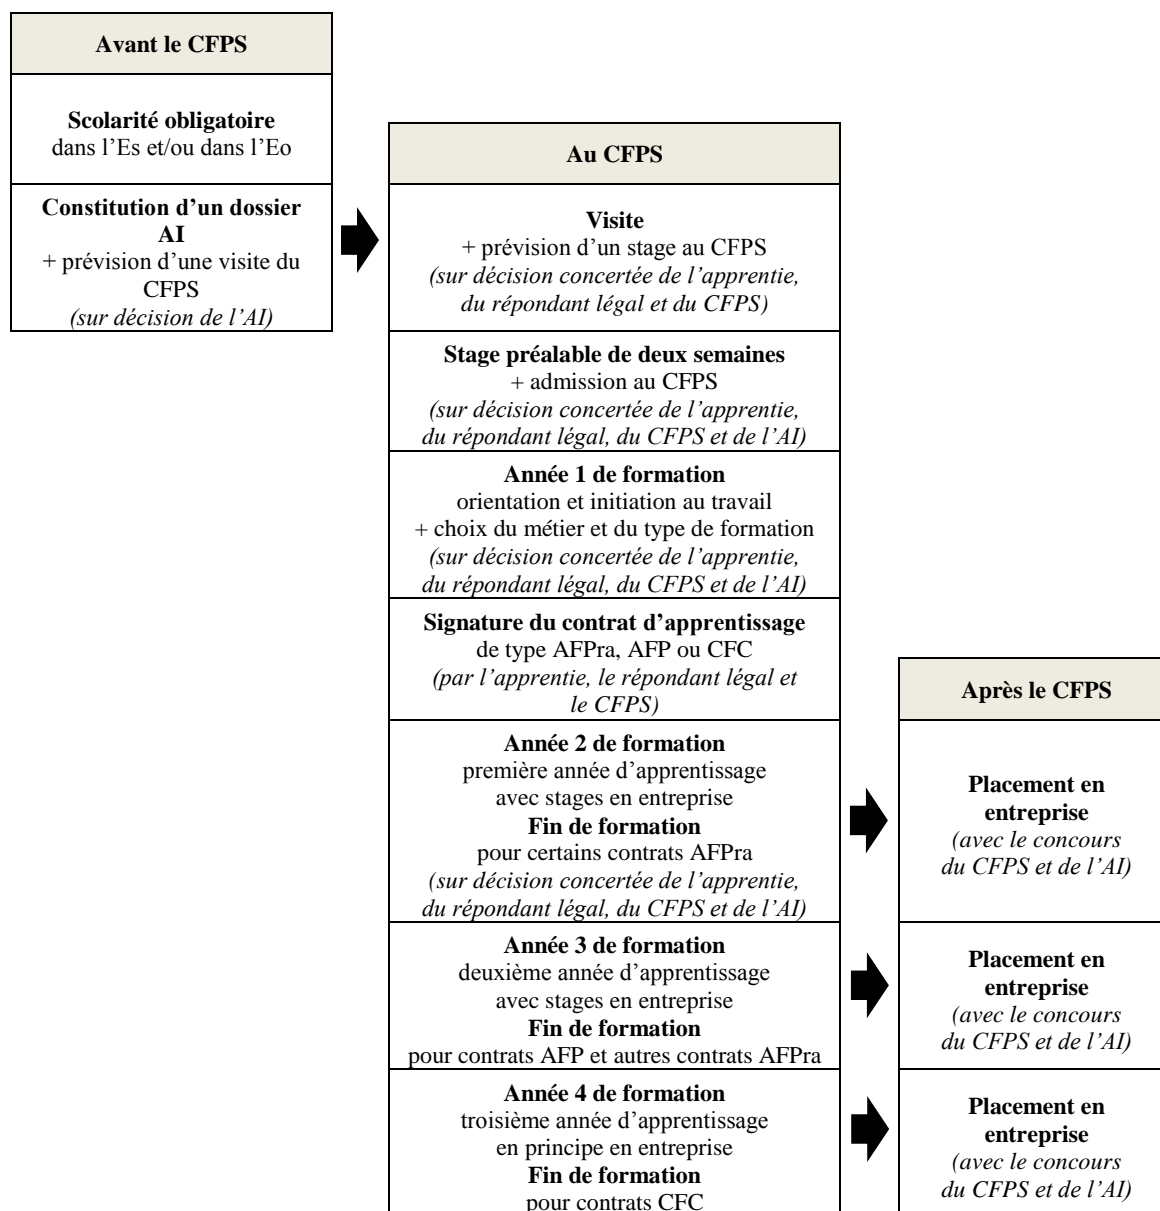 Avant le CFPS
Scolarité obligatoire
dans l’Es et/ou dans l’Eo
Constitution d’un dossier
AI
+ prévision d’une visite du
CFPS
(sur décision de l’AI)
Au CFPS
Visite
+ prévision d’un stage au CFPS
(sur décision concertée de l’apprentie,
du répondant légal et du CFPS)
Stage préalable de deux semaines
+ admission au CFPS
(sur décision concertée de l’apprentie,
du répondant légal, du CFPS et de l’AI)
Année 1 de formation
orientation et initiation au travail
+ choix du métier et du type de formation
(sur décision concertée de l’apprentie,
du répondant légal, du CFPS et de l’AI)
Signature du contrat d’apprentissage
de type AFPra, AFP ou CFC
(par l’apprentie, le répondant légal et
le CFPS)
Année 2 de formation
première année d’apprentissage
avec stages en entreprise
Fin de formation
pour certains contrats AFPra
(sur décision concertée de l’apprentie,
du répondant légal, du CFPS et de l’AI)
Année 3 de formation
deuxième année d’apprentissage
avec stages en entreprise
Fin de formation
pour contrats AFP et autres contrats AFPra
Année 4 de formation
troisième année d’apprentissage
en principe en entreprise
Fin de formation
pour contrats CFC
Après le CFPS
Placement en
entreprise
(avec le concours
du CFPS et de l’AI)
Placement en
entreprise
(avec le concours
du CFPS et de l’AI)
Placement en
entreprise
(avec le concours
du CFPS et de l’AI)